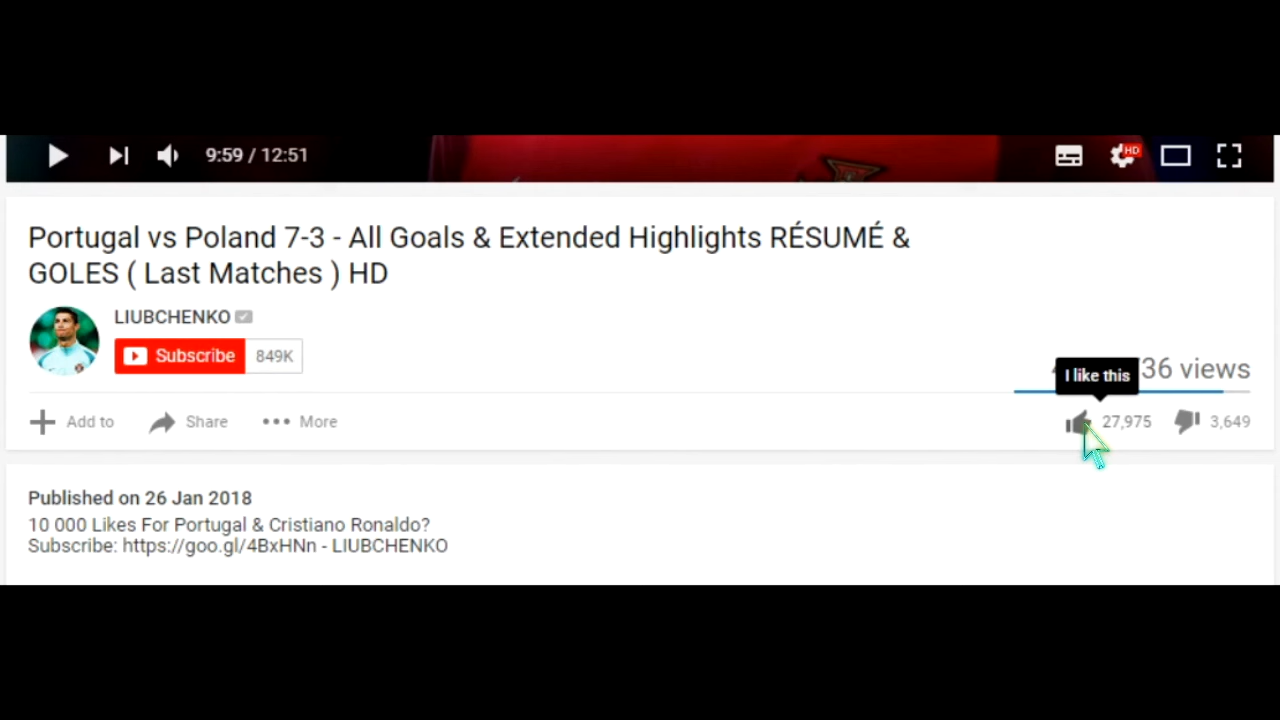 9:59 / 12:51
HD
Portugal vs Poland 7-3 - All Goals & Extended Highlights RÉSUMÉ &
GOLES ( Last Matches ) HD
LIUBCHENKO
Subscribe 849K
I like this
36 views
Add to Share More 27,975 3,649
Published on 26 Jan 2018
10 000 Likes For Portugal & Cristiano Ronaldo?
Subscribe: https://goo.gl/4BxHNn - LIUBCHENKO